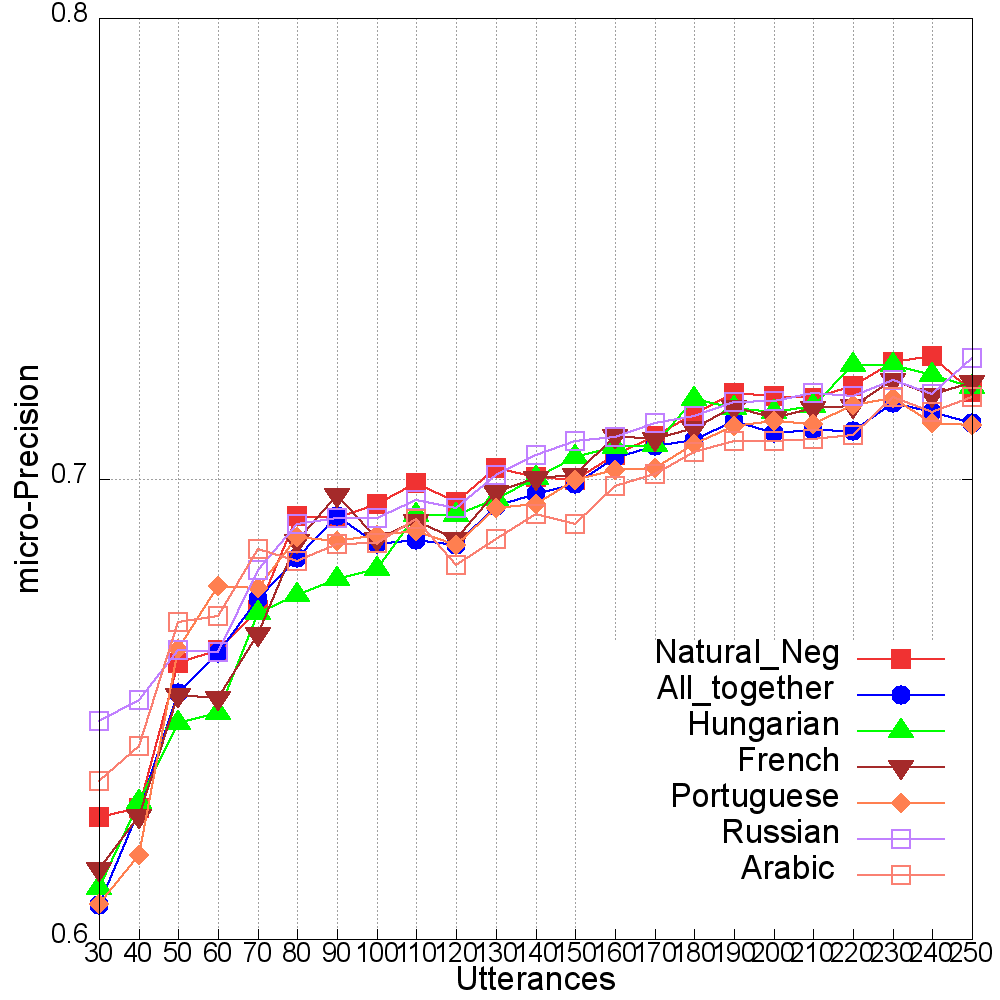 0.8
micro-Precision
0.7
Natural_Neg
All_together
Hungarian
French
Portuguese
Russian
Arabic
0.6
30 40 50 60 70 80 90 100 110 120 130 140 150 160 170 180 190 200 210 220 230 240 250
Utterances